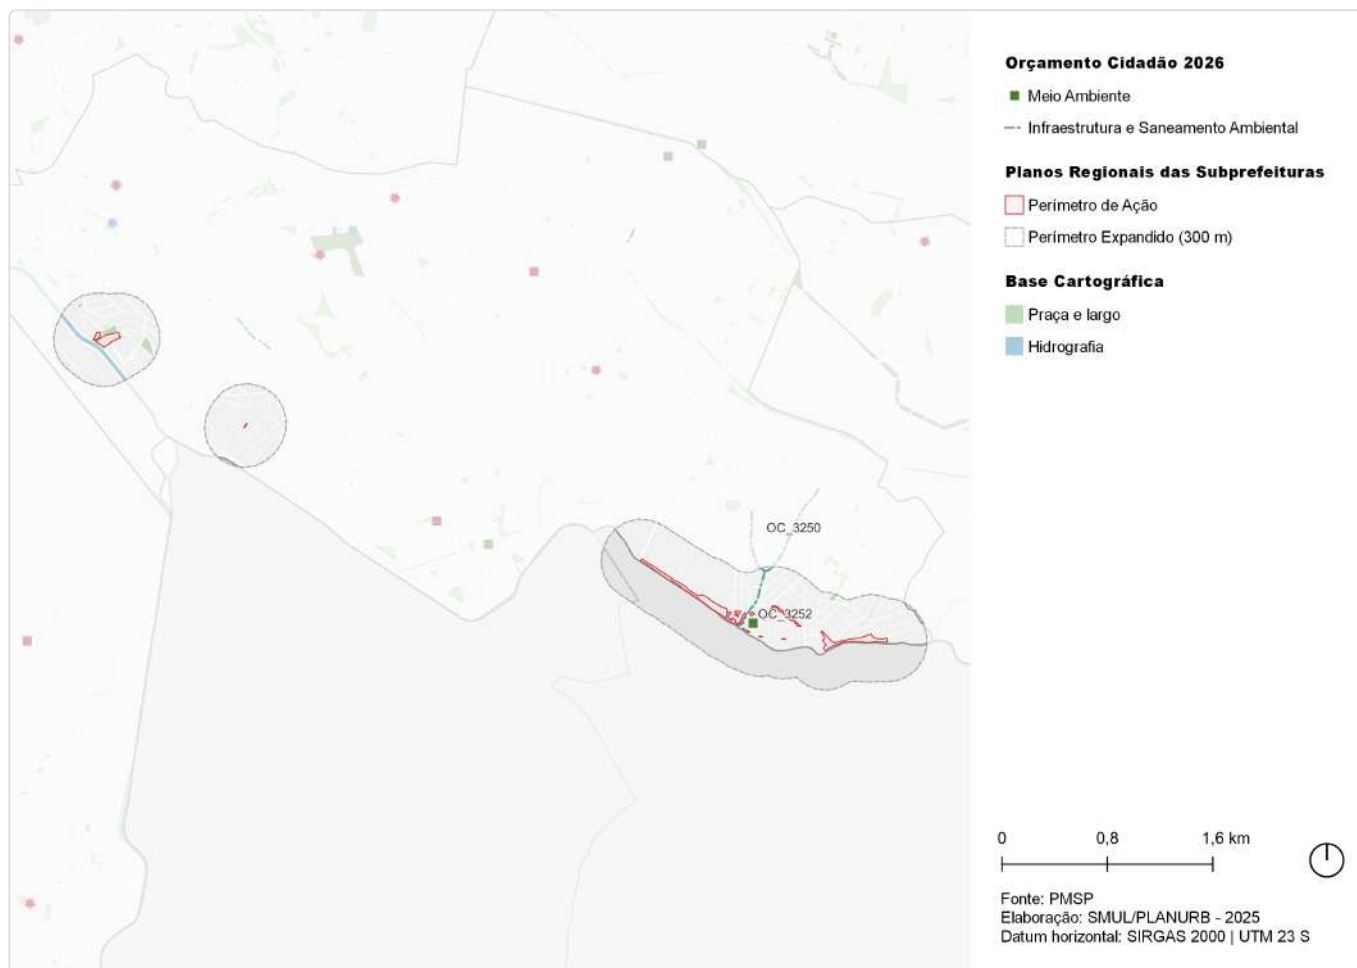 Orçamento Cidadão 2026
Meio Ambiente
Infraestrutura e Saneamento Ambiental
Planos Regionais das Subprefeituras
Perímetro de Ação
Perímetro Expandido (300 m)
Base Cartográfica
Praça e largo
Hidrografia
OC_3250
OC_3252
0 0,8 1,6 km
Fonte: PMSP
Elaboração: SMUL/PLANURB - 2025
Datum horizontal: SIRGAS 2000 | UTM 23 S